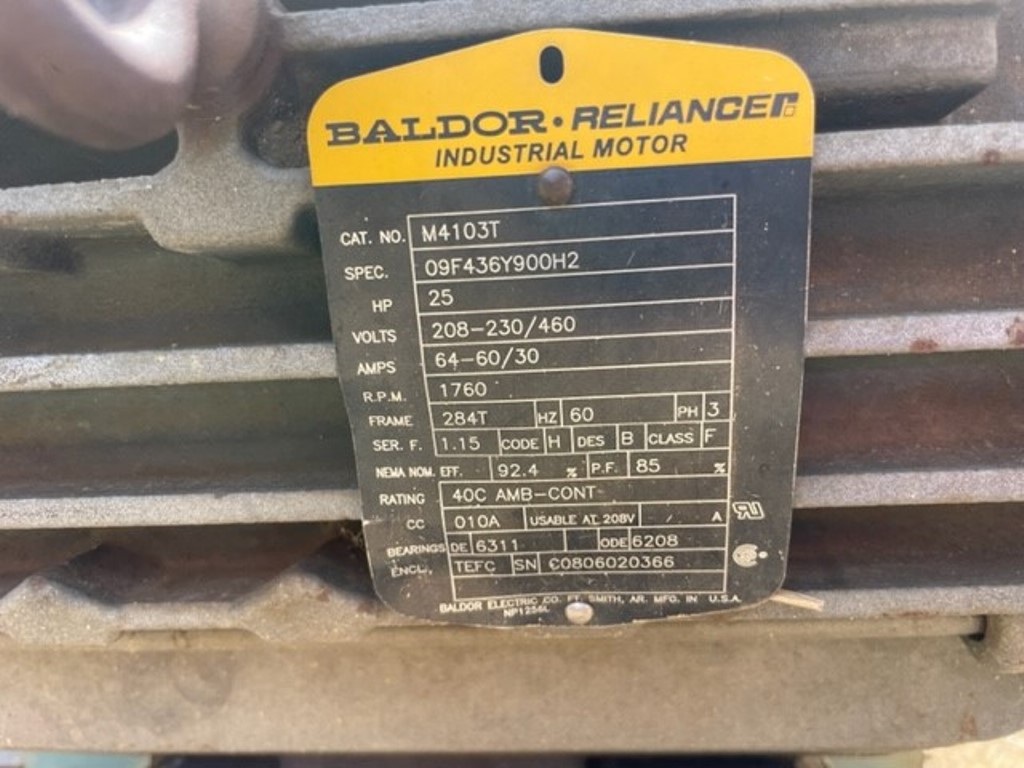 BALDOR • RELIANCE
INDUSTRIAL MOTOR
CAT. NO. M4103T
SPEC. 09F436Y900H2
HP 25
VOLTS 208-230/460
AMPS 64-60/30
R.P.M. 1760
FRAME 284T HZ 60 PH 3
SER. F. 1.15 CODE H DES B CLASS F
NEMA NOM. EFF. 92.4 % P.F. 85 %
RATING 40C AMB-CONT
CC 010A USABLE AT 208V A
BEARINGS DE 6311 ODE 6208
ENCL. TEFC SN C0806020366
BALDOR ELECTRIC CO. FT. SMITH, AR. MFG. IN U.S.A.
NP1256L